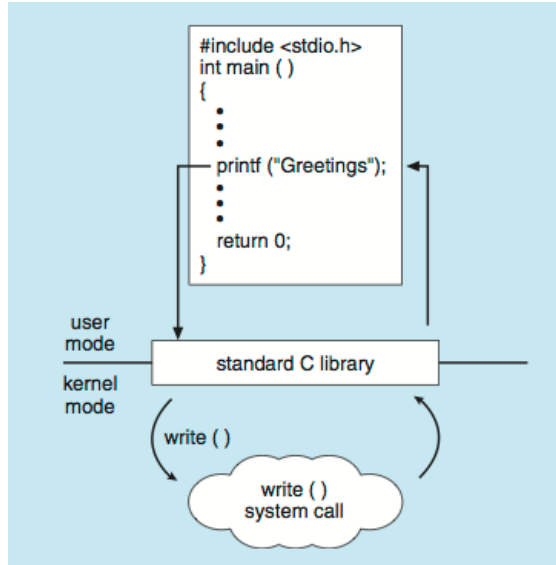 #include <stdio.h>
int main ( )
{
•
•
•
printf ("Greetings");
•
•
•
return 0;
}
user
mode
standard C library
kernel
mode
write ( )
write ( )
system call